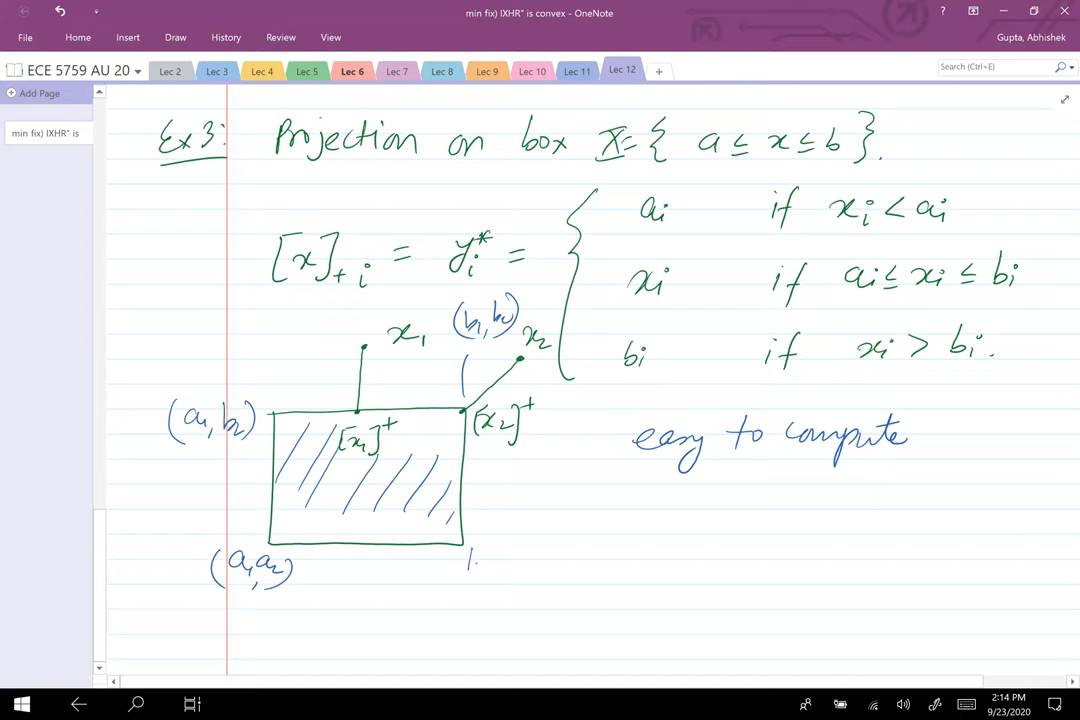 min fix) IXHR" is convex - OneNote
? Gupta, Abhishek
File Home Insert Draw History Review View
ECE 5759 AU 20 Lec 2 Lec 3 Lec 4 Lec 5 Lec 6 Lec 7 Lec 8 Lec 9 Lec 10 Lec 11 Lec 12 + Search (Ctrl+E)
Add Page
min fix) IXHR" is
Ex 3: Projection on box X = { a ≤ x ≤ b }.
[x]+i = yi* = {
ai if xi < ai
xi if ai ≤ xi ≤ bi
bi if xi > bi.
(b1, b2)
x1
x2
(a1, b2)
[x1]+
[x2]+
easy to compute
(a1, a2)
2:14 PM
9/23/2020